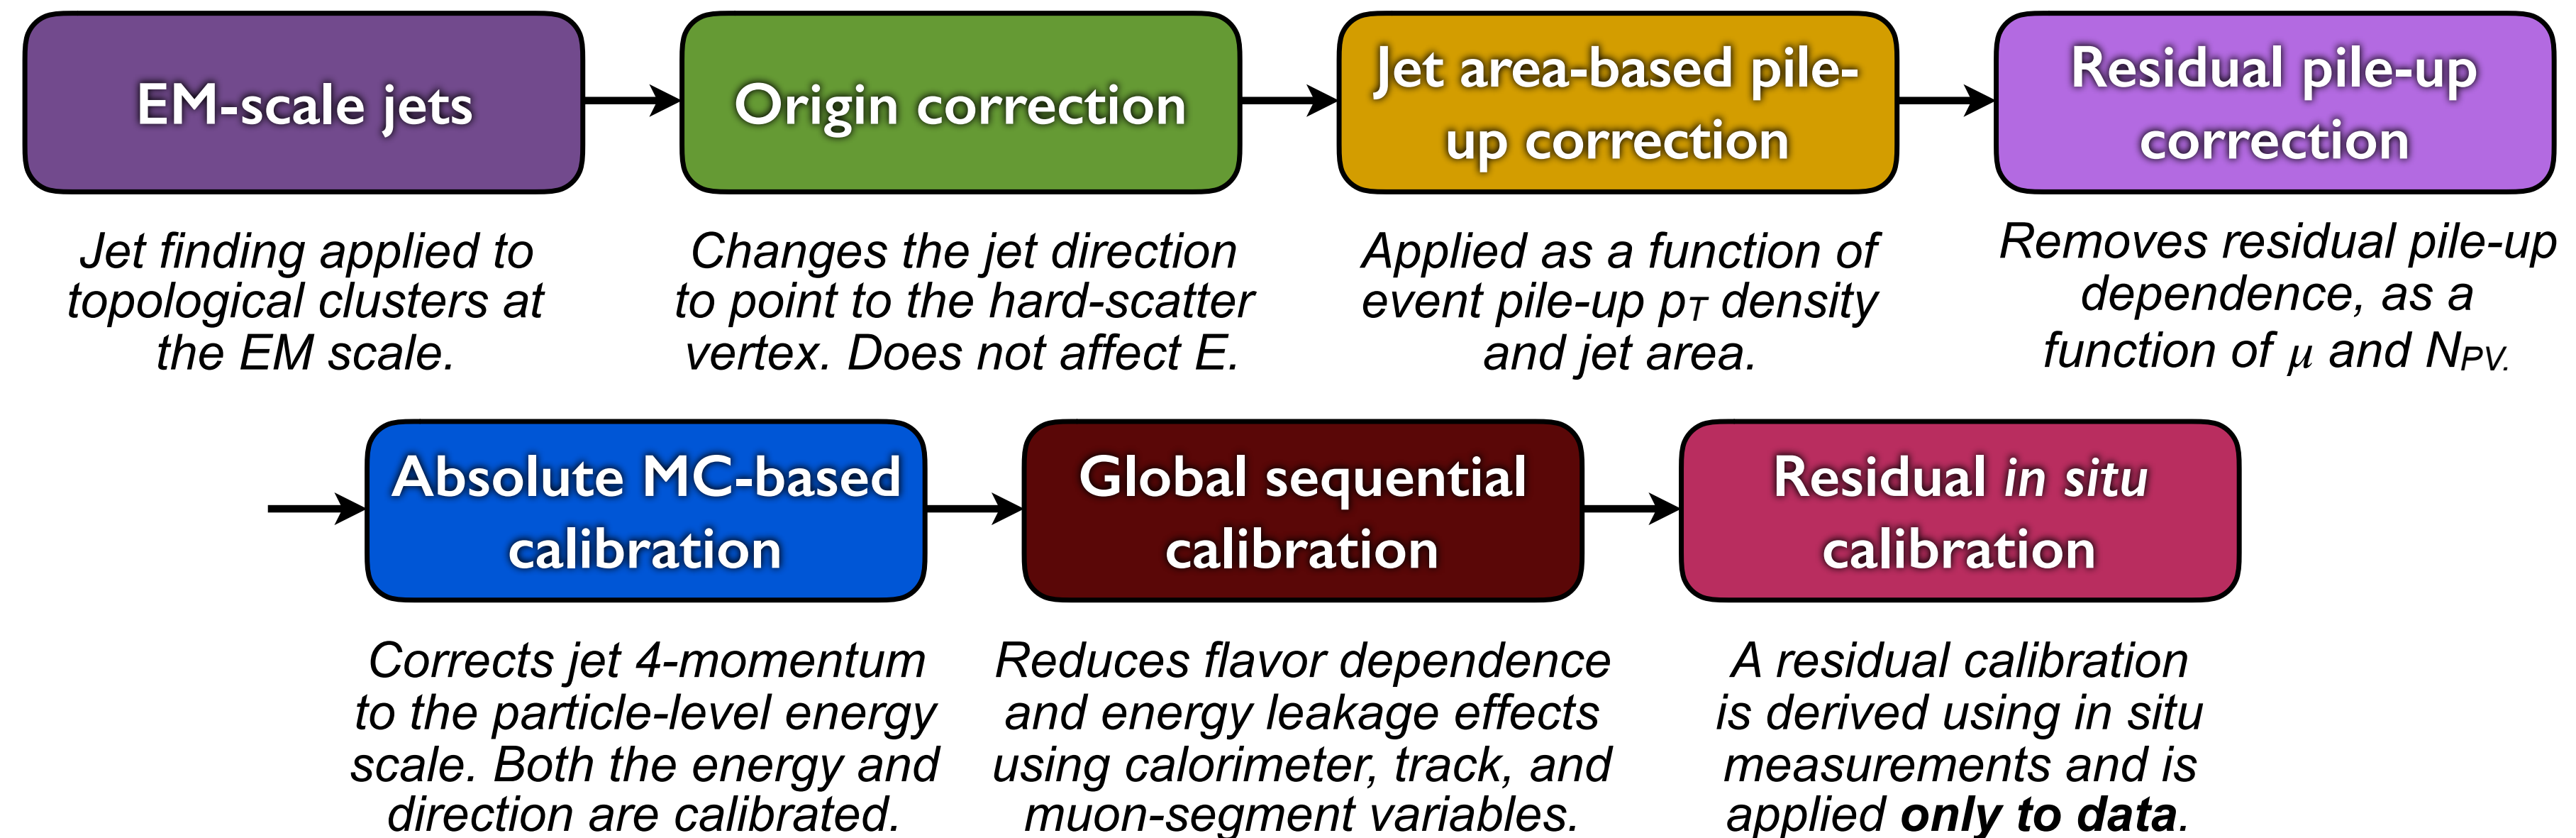 EM-scale jets
Jet finding applied to
topological clusters at
the EM scale.
Origin correction
Changes the jet direction
to point to the hard-scatter
vertex. Does not affect E.
Jet area-based pile-
up correction
Applied as a function of
event pile-up pT density
and jet area.
Residual pile-up
correction
Removes residual pile-up
dependence, as a
function of μ and NPV.
Absolute MC-based
calibration
Corrects jet 4-momentum
to the particle-level energy
scale. Both the energy and
direction are calibrated.
Global sequential
calibration
Reduces flavor dependence
and energy leakage effects
using calorimeter, track, and
muon-segment variables.
Residual in situ
calibration
A residual calibration
is derived using in situ
measurements and is
applied only to data.